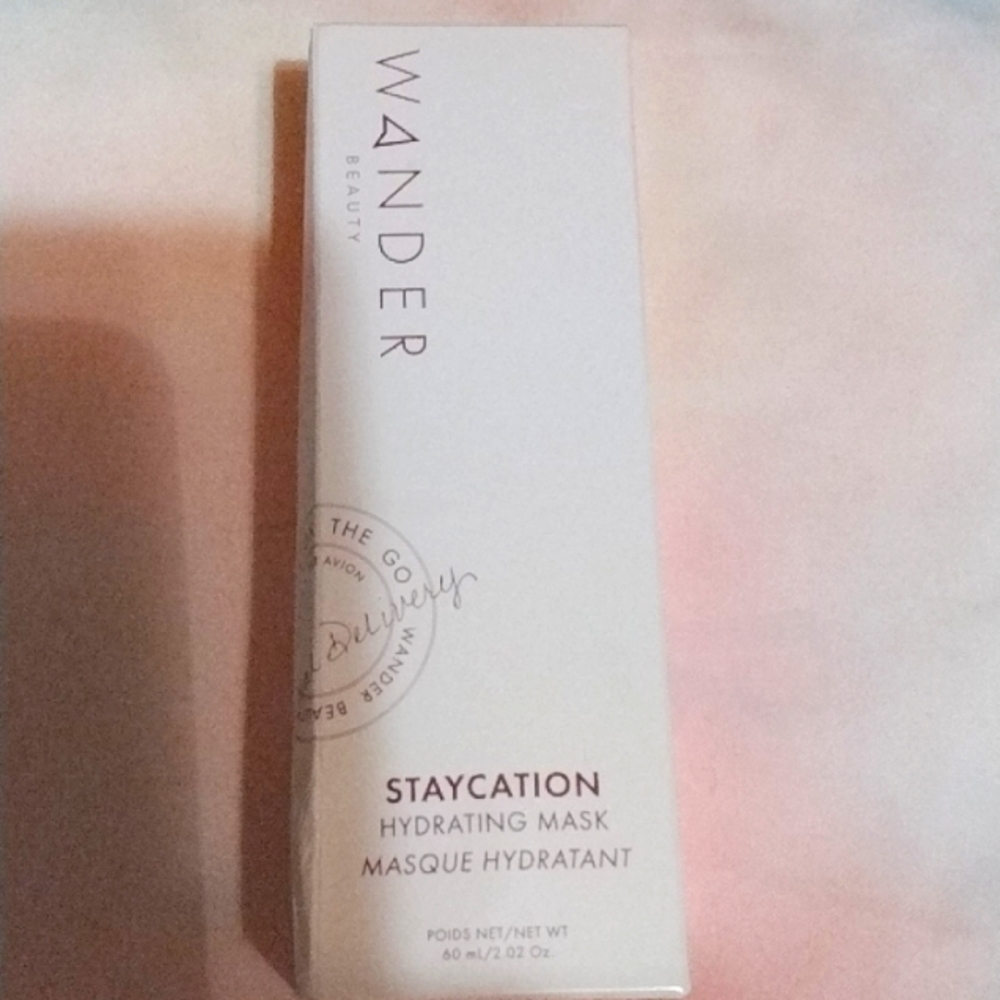 WANDER
BEAUTY
THE GO
AVION
Delivery
WANDER
STAYCATION
HYDRATING MASK
MASQUE HYDRATANT
POIDS NET/NET WT
60 mL/2.02 Oz.